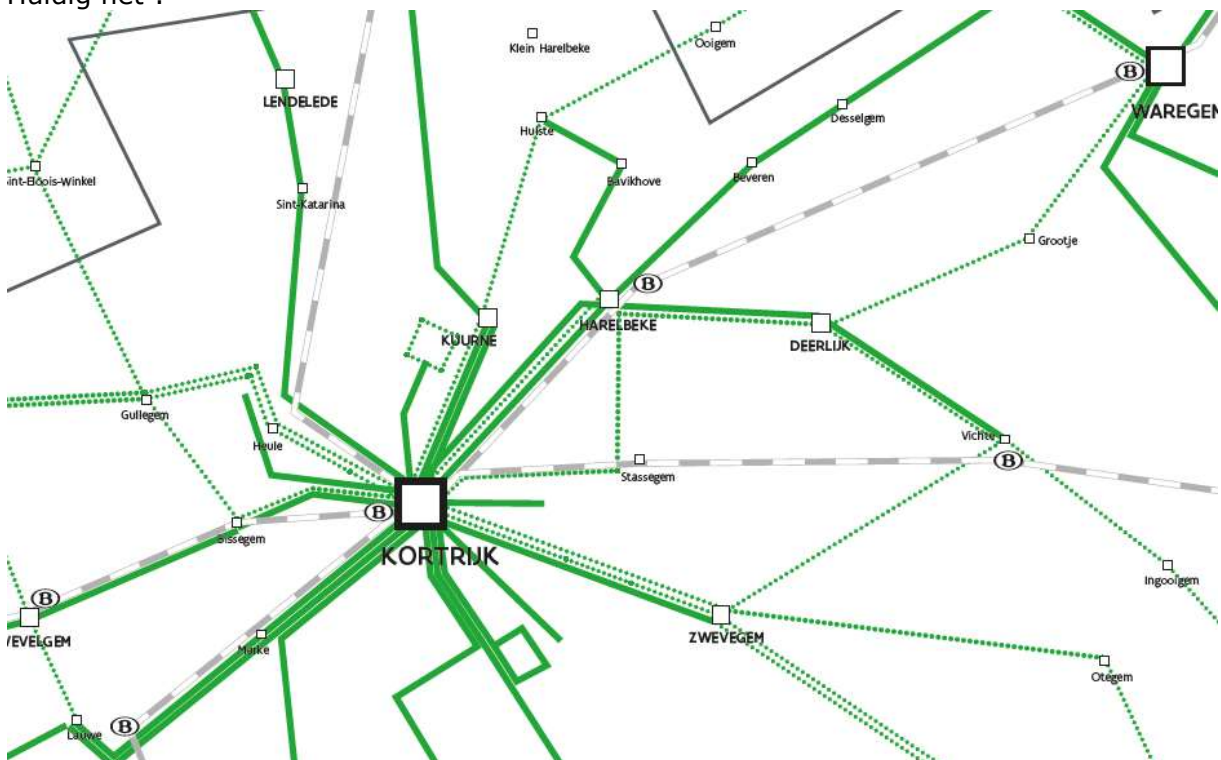 Huidig net :
Klein Harelbeke
Ooigem
B
WAREGEM
LENDELEDE
Desselgem
Hulste
Sint-Eloois-Winkel
Bavikhove
Beveren
Sint-Katarina
Grootje
B
HARELBEKE
KUURNE
DEERLIJK
Gullegem
Heule
Vichte
B
Stassegem
B
Bissegem
KORTRIJK
Ingooigem
B
WEVELGEM
Marke
ZWEVEGEM
Otegem
B
Lauwe